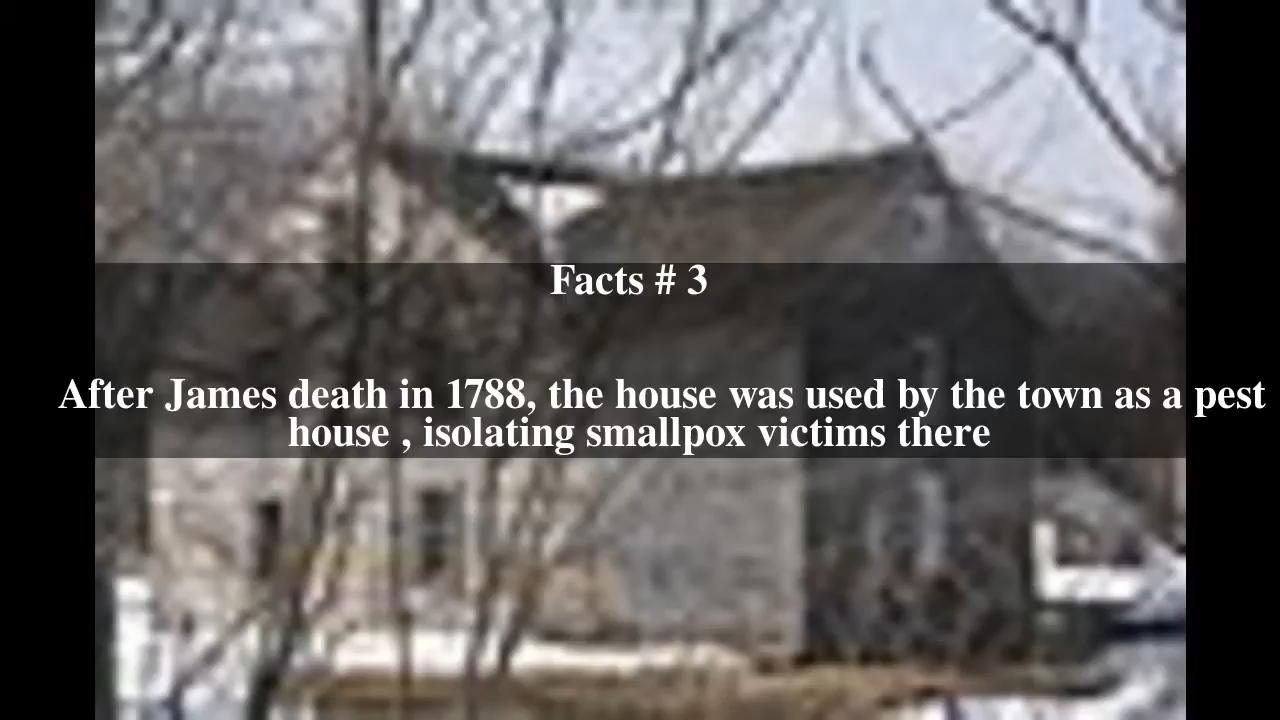 Facts # 3
After James death in 1788, the house was used by the town as a pest
house , isolating smallpox victims there